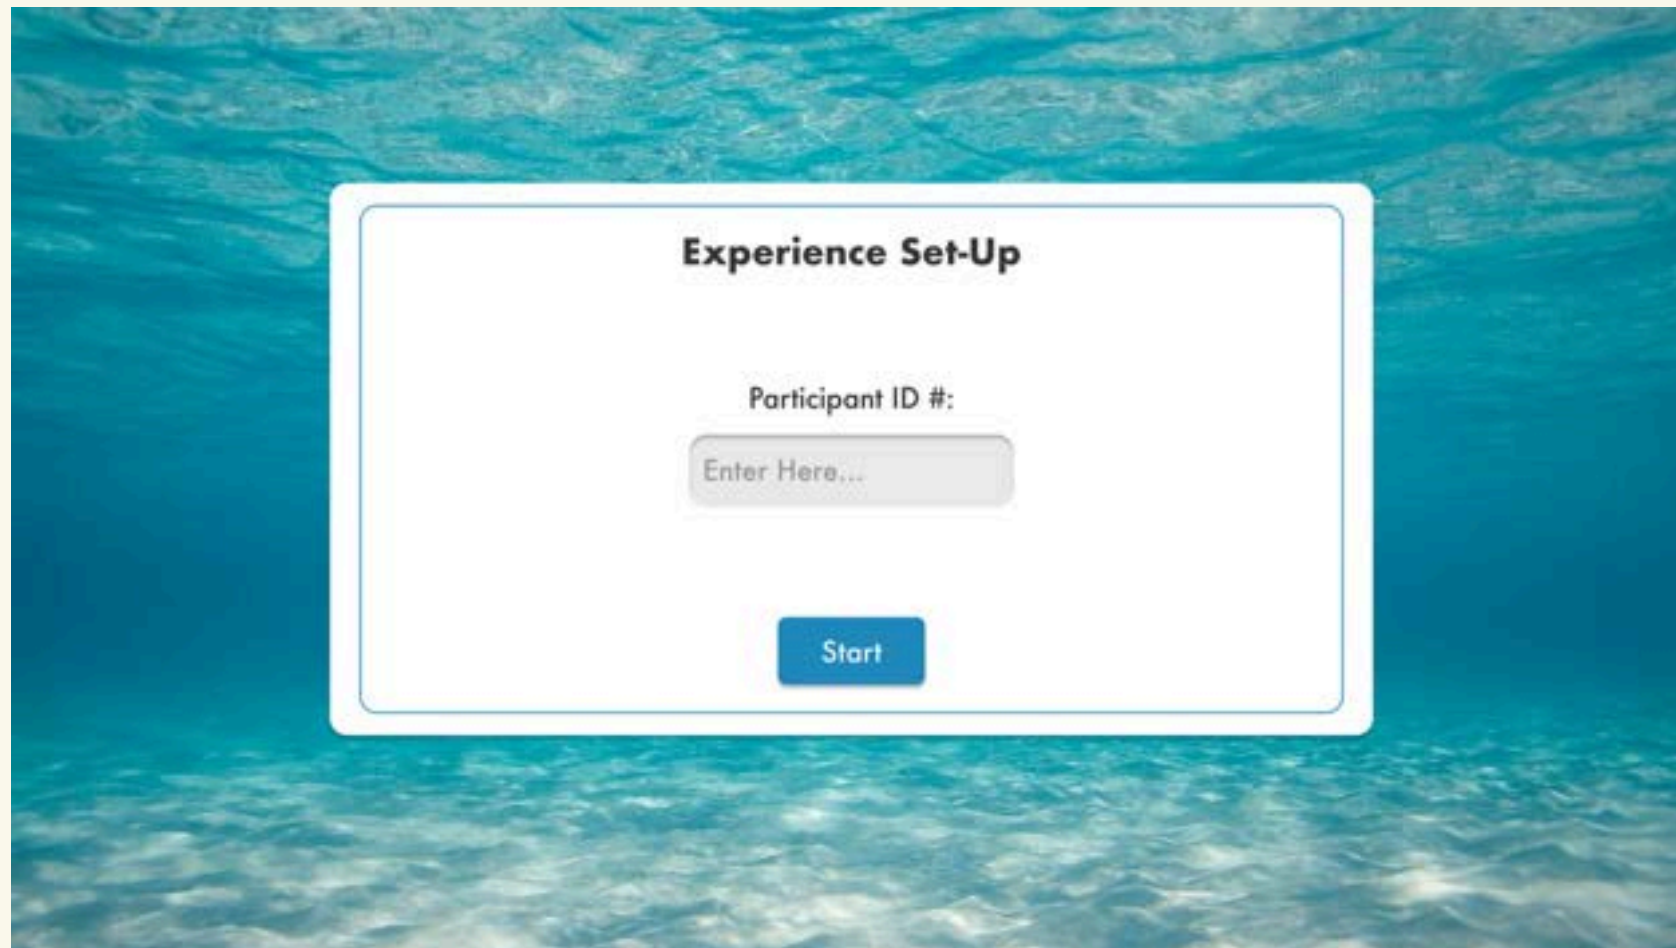 Experience Set-Up
Participant ID #:
Enter Here...
Start